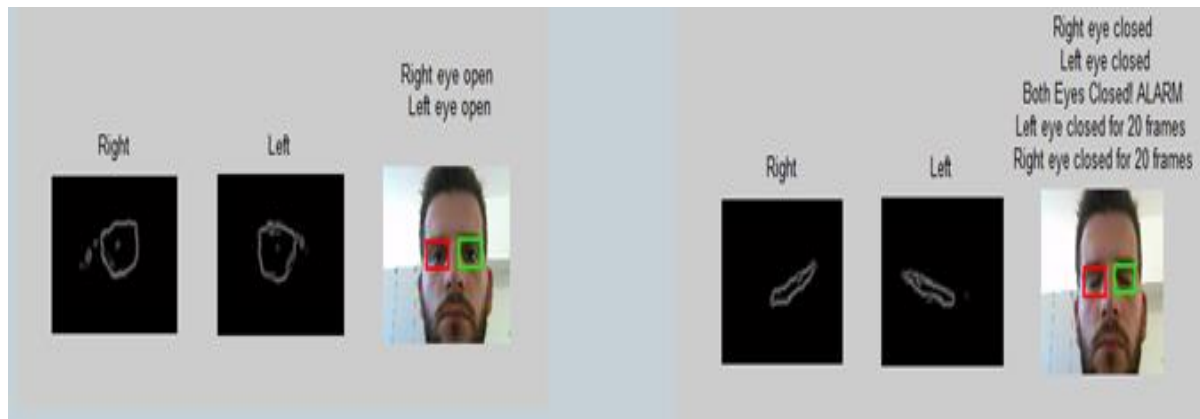 Right eye open
Left eye open
Right
Left
Right eye closed
Left eye closed
Both Eyes Closed! ALARM
Left eye closed for 20 frames
Right eye closed for 20 frames
Right
Left